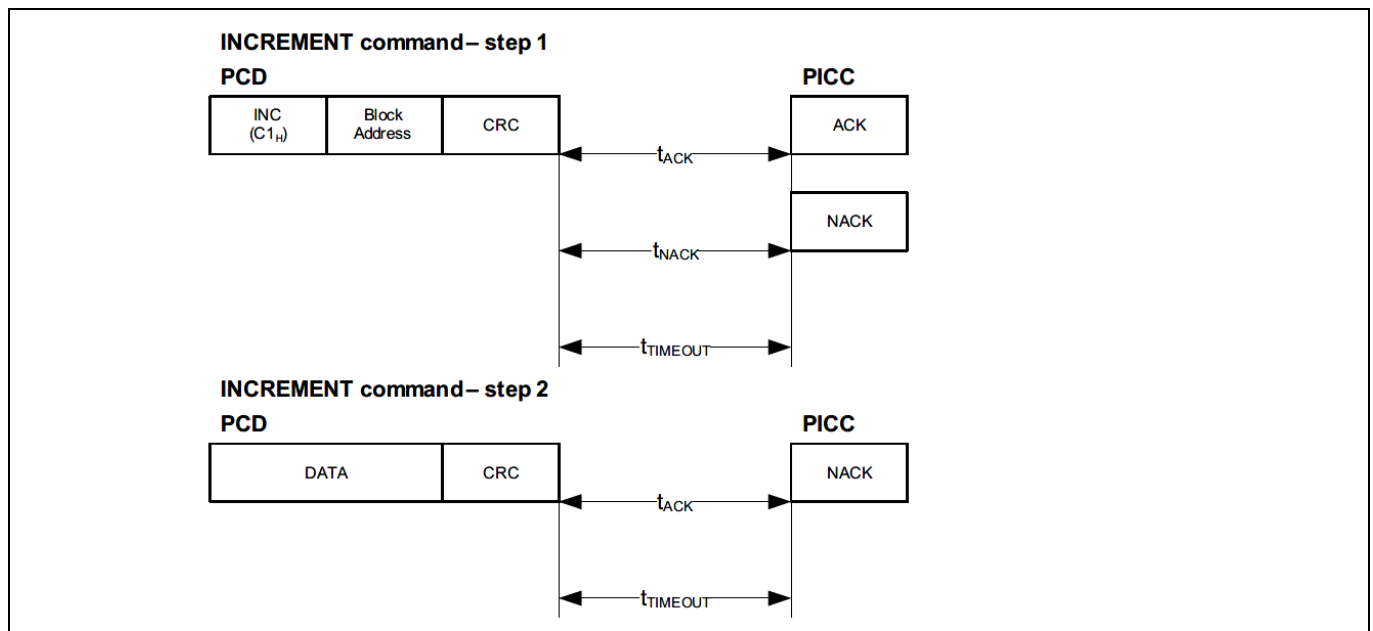 INCREMENT command – step 1
PCD PICC
INC
(C1H)
Block
Address
CRC
ACK
tACK
NACK
tNACK
tTIMEOUT
INCREMENT command – step 2
PCD PICC
DATA CRC NACK
tACK
tTIMEOUT